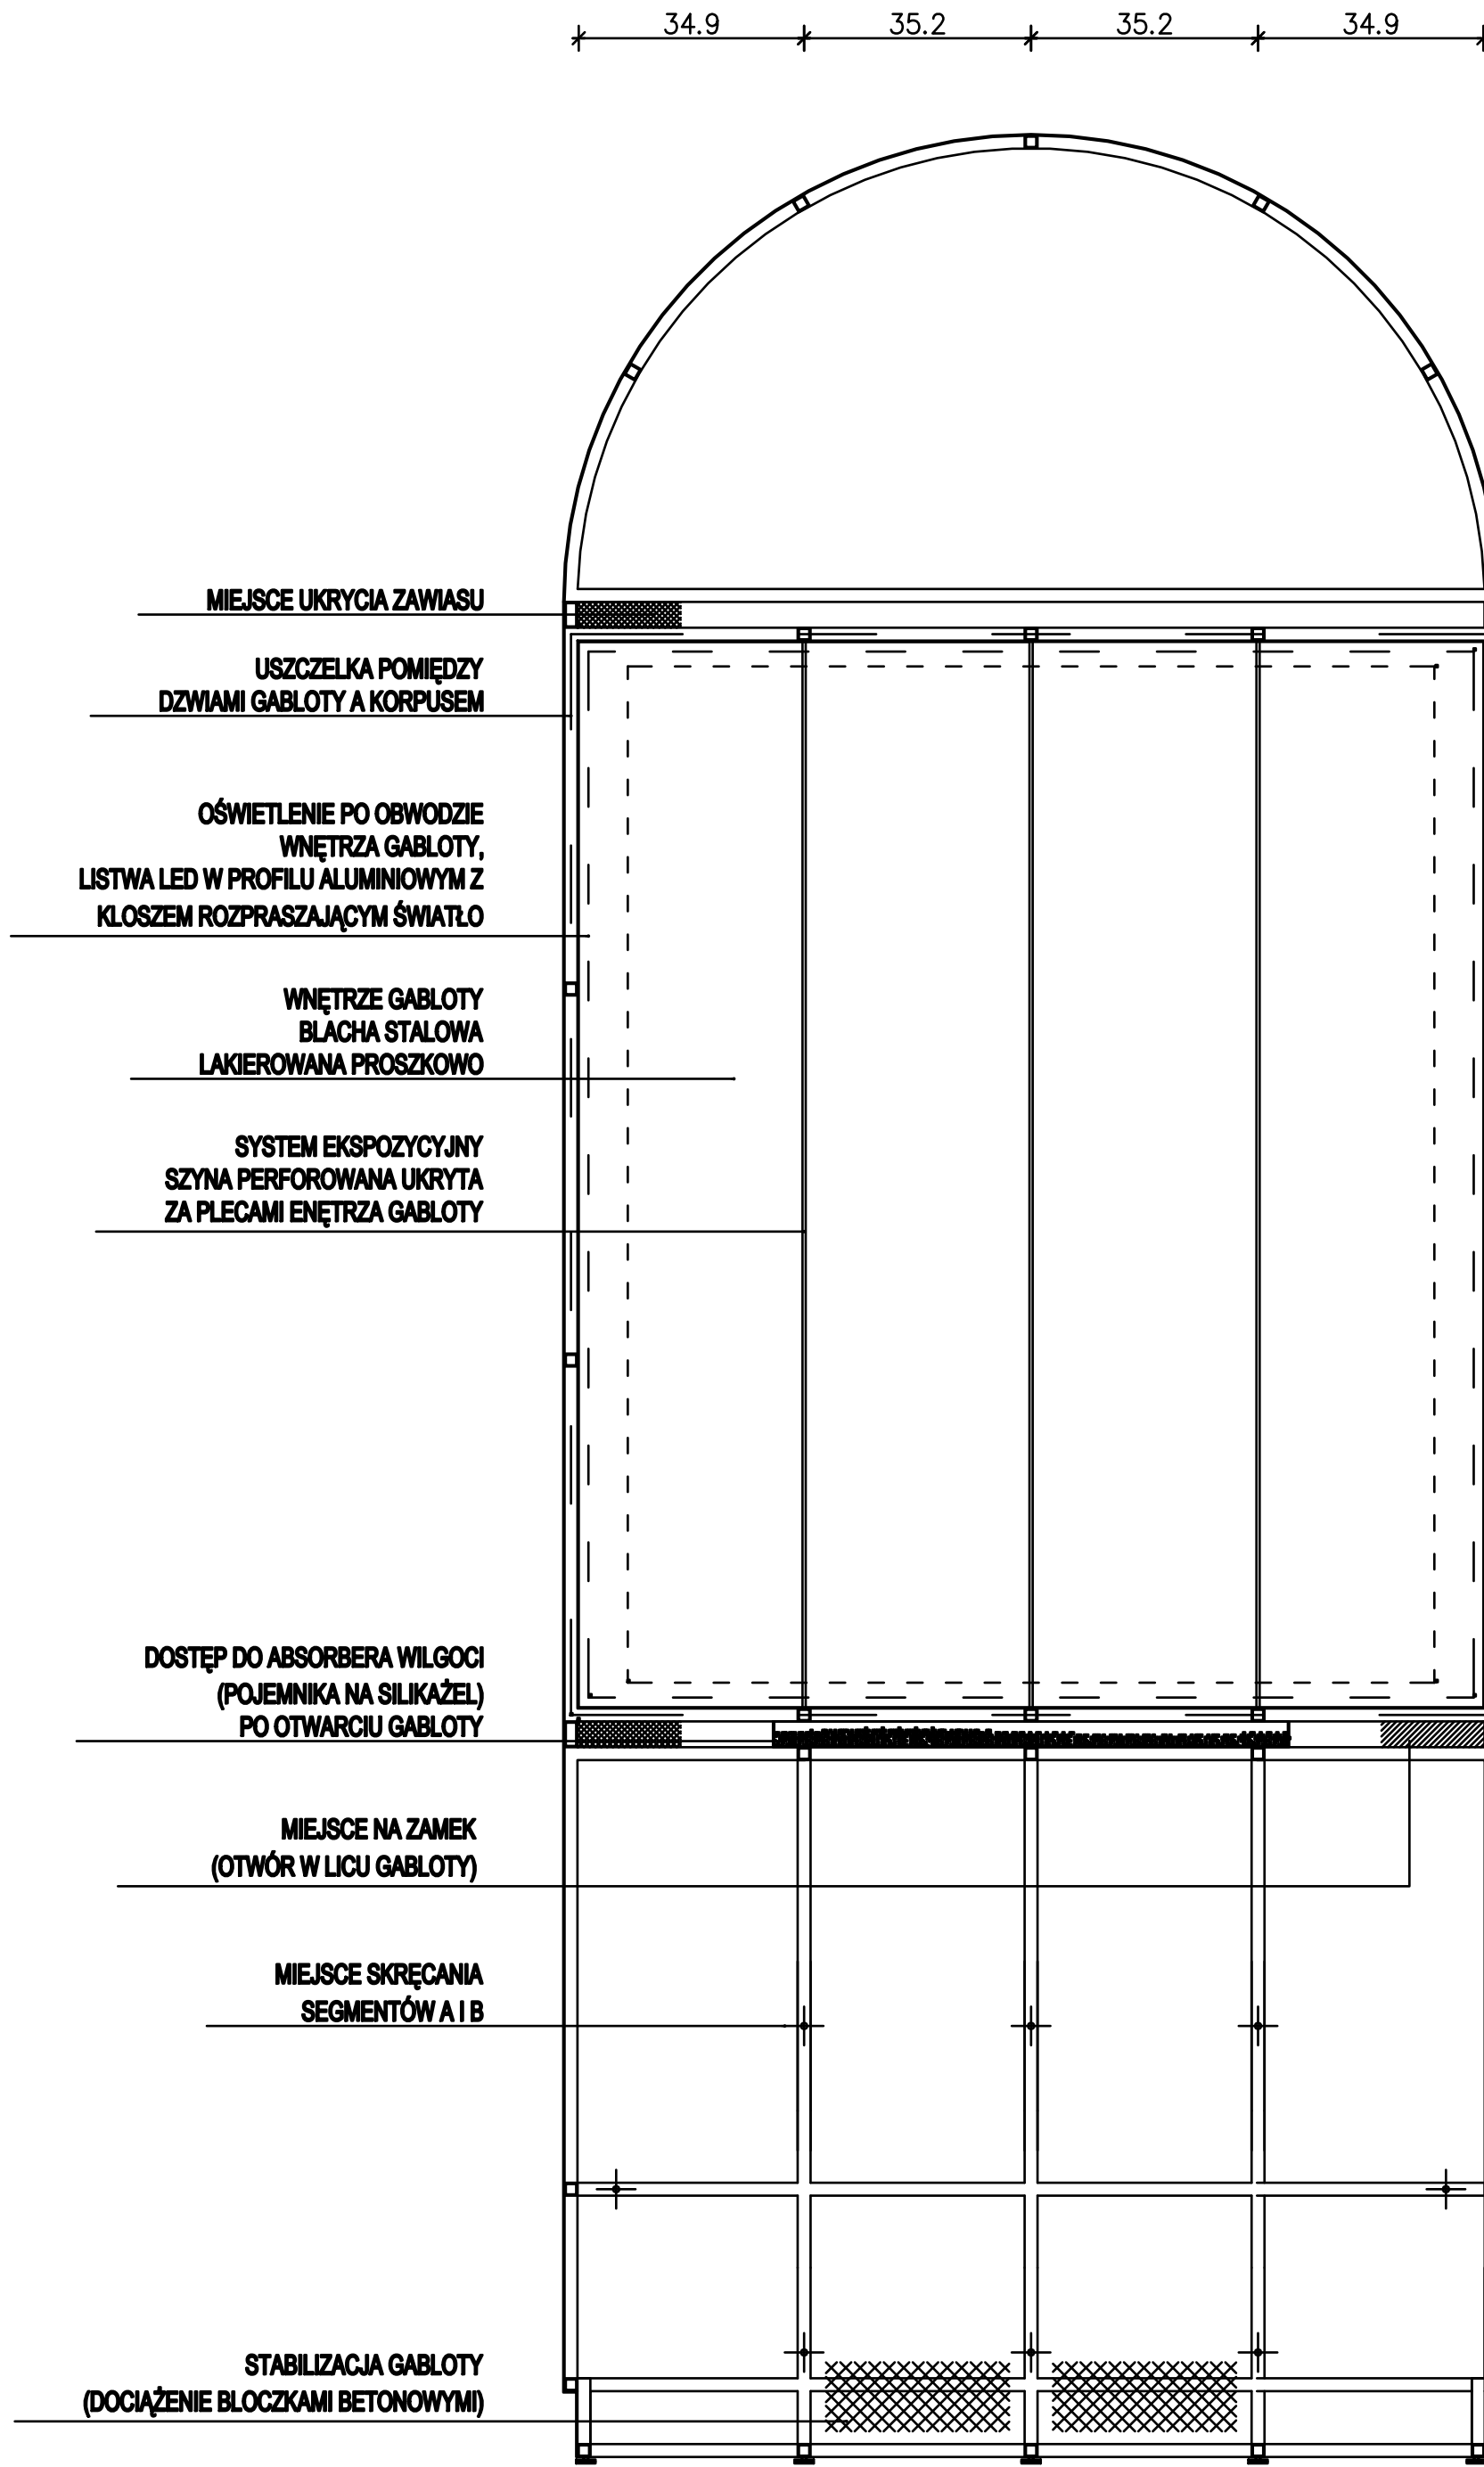 34.9 35.2 35.2 34.9
MIEJSCE UKRYCIA ZAWIASU
USZCZELKA POMIĘDZY
DZWIAMI GABLOTY A KORPUSEM
OŚWIETLENIE PO OBWODZIE
WNĘTRZA GABLOTY,
LISTWA LED W PROFILU ALUMINIOWYM Z
KLOSZEM ROZPRASZAJĄCYM ŚWIATŁO
WNĘTRZE GABLOTY
BLACHA STALOWA
LAKIEROWANA PROSZKOWO
SYSTEM EKSPOZYCYJNY
SZYNA PERFOROWANA UKRYTA
ZA PLECAMI ENĘTRZA GABLOTY
DOSTĘP DO ABSORBERA WILGOCI
(POJEMNIKA NA SILIKAŻEL)
PO OTWARCIU GABLOTY
MIEJSCE NA ZAMEK
(OTWÓR W LICU GABLOTY)
MIEJSCE SKRĘCANIA
SEGMENTÓW A I B
STABILIZACJA GABLOTY
(DOCIĄŻENIE BLOCZKAMI BETONOWYMI)